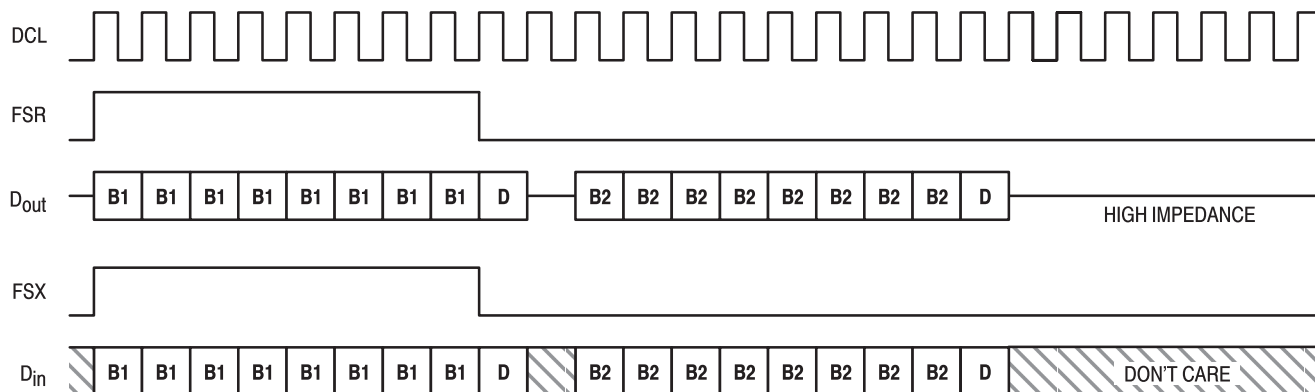 DCL
FSR
Dout B1 B1 B1 B1 B1 B1 B1 B1 D B2 B2 B2 B2 B2 B2 B2 B2 D
HIGH IMPEDANCE
FSX
Din B1 B1 B1 B1 B1 B1 B1 B1 D B2 B2 B2 B2 B2 B2 B2 B2 D DON'T CARE